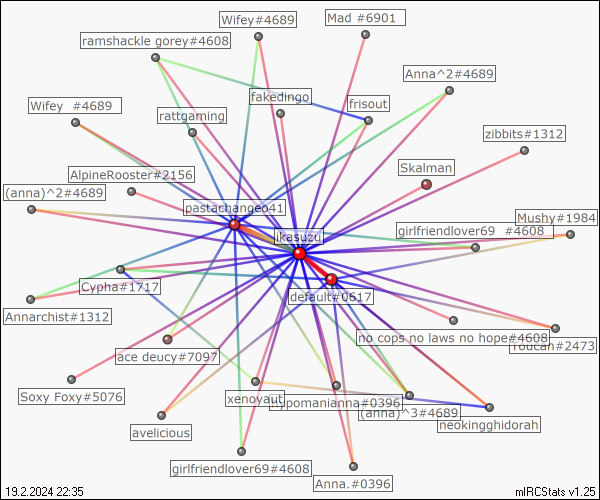 Wifey#4689
Mad #6901
ramshackle gorey#4608
Anna^2#4689
fakedingo
frisout
Wifey  #4689
rattgaming
zibbits#1312
Skalman
AlpineRooster#2156
(anna)^2#4689
pastachangeo41
Mushy#1984
girlfriendlover69  #4608
ikasuzu
Cypha#1717
default#0617
Annarchist#1312
no cops no laws no hope#4608
Toucan#2473
ace deucy#7097
Soxy Foxy#5076
xenoyaut
hypomanianna#0396
(anna)^3#4689
neokingghidorah
avelicious
girlfriendlover69#4608
Anna.#0396
19.2.2024 22:35
mIRCStats v1.25